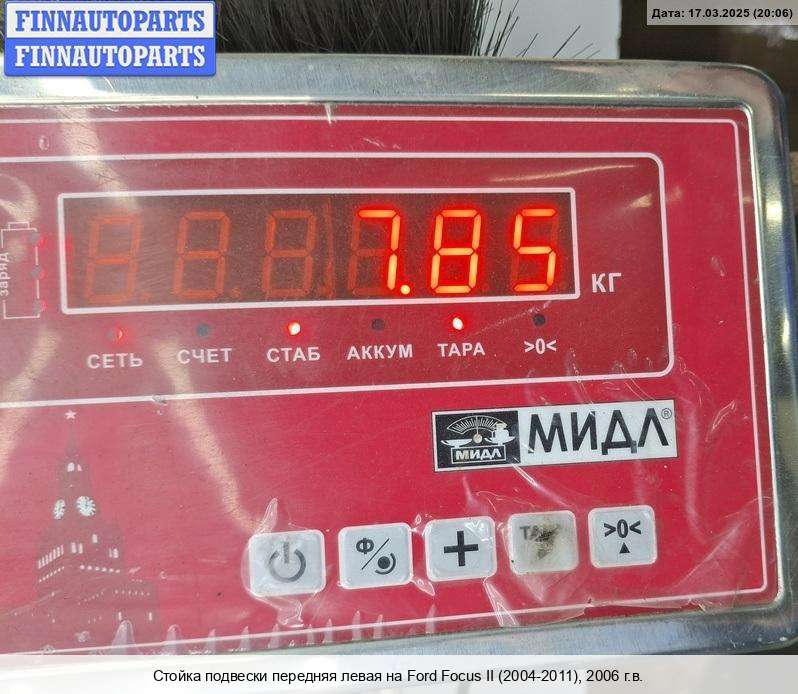 FINNAUTOPARTS
FINNAUTOPARTS
Дата: 17.03.2025 (20:06)
заряд
7.85
КГ
СЕТЬ СЧЕТ СТАБ АККУМ ТАРА >0<
МИДЛ
МИДЛ®
Ф
+
>0<
Стойка подвески передняя левая на Ford Focus II (2004-2011), 2006 г.в.